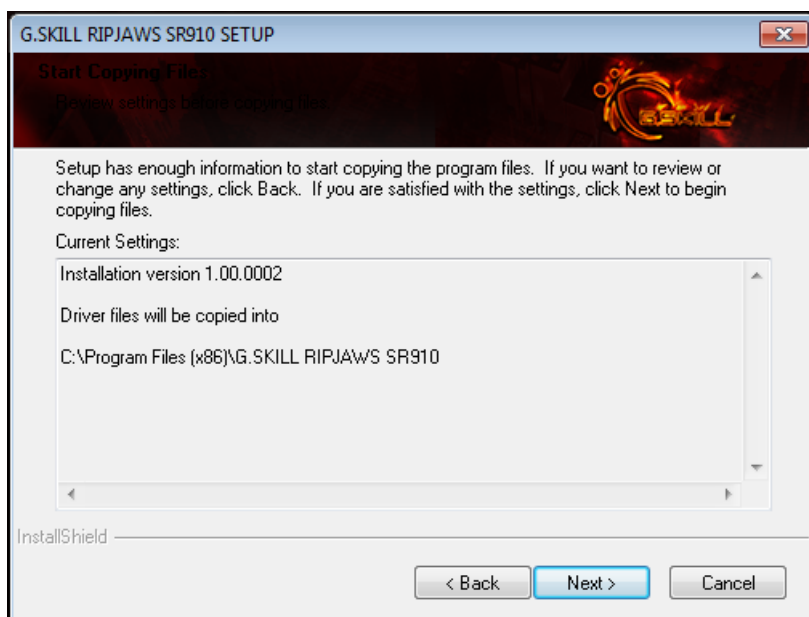 G.SKILL RIPJAWS SR910 SETUP
Start Copying Files
Review settings before copying files.
G.SKILL
Setup has enough information to start copying the program files.  If you want to review or
change any settings, click Back.  If you are satisfied with the settings, click Next to begin
copying files.
Current Settings:
Installation version 1.00.0002
Driver files will be copied into
C:\Program Files (x86)\G.SKILL RIPJAWS SR910
InstallShield
< Back
Next >
Cancel